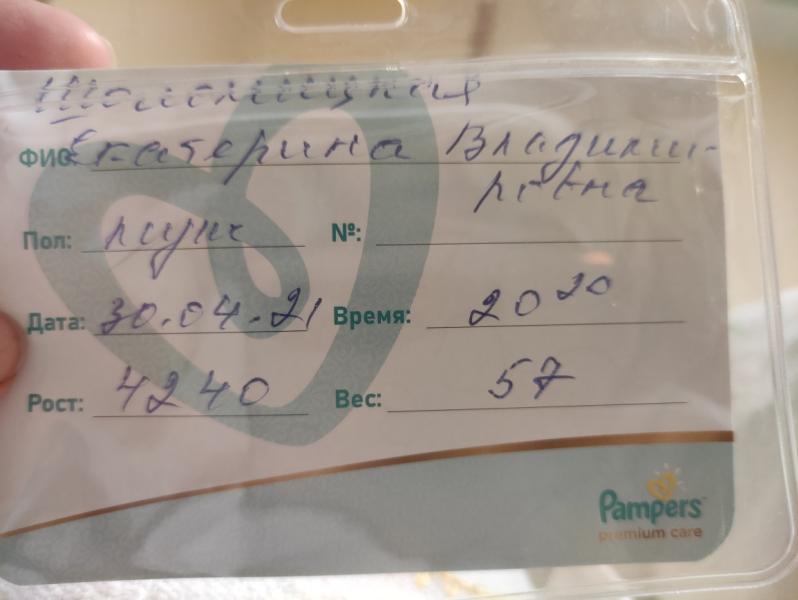 ФИО: Екатерина Владими-
ровна
Пол: муж №:
Дата: 30.04.21 Время: 20 20
Рост: 4240 Вес: 57
Pampers
premium care